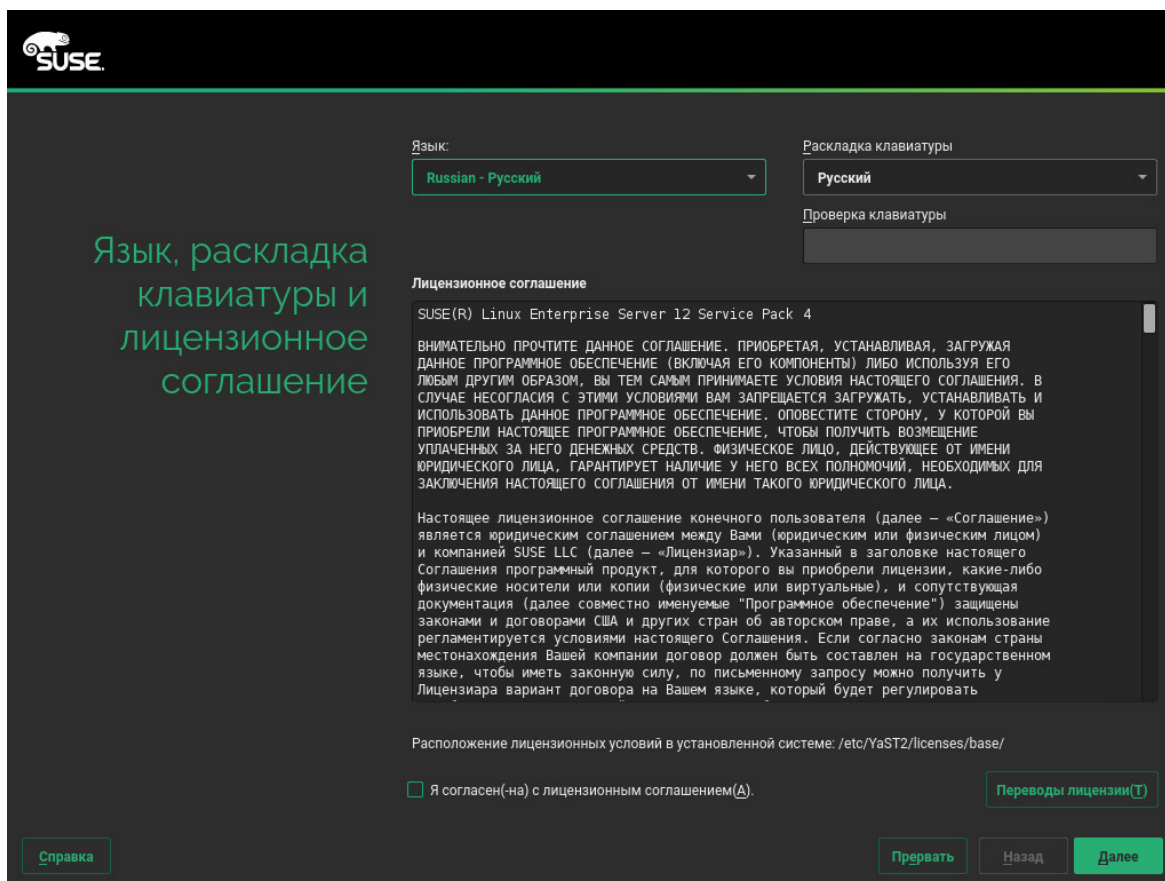 SUSE.
Язык:
Russian - Русский
Раскладка клавиатуры
Русский
Проверка клавиатуры
Язык, раскладка
клавиатуры и
лицензионное
соглашение
Лицензионное соглашение
SUSE(R) Linux Enterprise Server 12 Service Pack 4
ВНИМАТЕЛЬНО ПРОЧТИТЕ ДАННОЕ СОГЛАШЕНИЕ. ПРИОБРЕТАЯ, УСТАНАВЛИВАЯ, ЗАГРУЖАЯ
ДАННОЕ ПРОГРАММНОЕ ОБЕСПЕЧЕНИЕ (ВКЛЮЧАЯ ЕГО КОМПОНЕНТЫ) ЛИБО ИСПОЛЬЗУЯ ЕГО
ЛЮБЫМ ДРУГИМ ОБРАЗОМ, ВЫ ТЕМ САМЫМ ПРИНИМАЕТЕ УСЛОВИЯ НАСТОЯЩЕГО СОГЛАШЕНИЯ. В
СЛУЧАЕ НЕСОГЛАСИЯ С ЭТИМИ УСЛОВИЯМИ ВАМ ЗАПРЕЩАЕТСЯ ЗАГРУЖАТЬ, УСТАНАВЛИВАТЬ И
ИСПОЛЬЗОВАТЬ ДАННОЕ ПРОГРАММНОЕ ОБЕСПЕЧЕНИЕ. ОПОВЕСТИТЕ СТОРОНУ, У КОТОРОЙ ВЫ
ПРИОБРЕЛИ НАСТОЯЩЕЕ ПРОГРАММНОЕ ОБЕСПЕЧЕНИЕ, ЧТОБЫ ПОЛУЧИТЬ ВОЗМЕЩЕНИЕ
УПЛАЧЕННЫХ ЗА НЕГО ДЕНЕЖНЫХ СРЕДСТВ. ФИЗИЧЕСКОЕ ЛИЦО, ДЕЙСТВУЮЩЕЕ ОТ ИМЕНИ
ЮРИДИЧЕСКОГО ЛИЦА, ГАРАНТИРУЕТ НАЛИЧИЕ У НЕГО ВСЕХ ПОЛНОМОЧИЙ, НЕОБХОДИМЫХ ДЛЯ
ЗАКЛЮЧЕНИЯ НАСТОЯЩЕГО СОГЛАШЕНИЯ ОТ ИМЕНИ ТАКОГО ЮРИДИЧЕСКОГО ЛИЦА.
Настоящее лицензионное соглашение конечного пользователя (далее — «Соглашение»)
является юридическим соглашением между Вами (юридическим или физическим лицом)
и компанией SUSE LLC (далее — «Лицензиар»). Указанный в заголовке настоящего
Соглашения программный продукт, для которого вы приобрели лицензии, какие-либо
физические носители или копии (физические или виртуальные), и сопутствующая
документация (далее совместно именуемые "Программное обеспечение") защищены
законами и договорами США и других стран об авторском праве, а их использование
регламентируется условиями настоящего Соглашения. Если согласно законам страны
местонахождения Вашей компании договор должен быть составлен на государственном
языке, чтобы иметь законную силу, по письменному запросу можно получить у
Лицензиара вариант договора на Вашем языке, который будет регулировать
Расположение лицензионных условий в установленной системе: /etc/YaST2/licenses/base/
Я согласен(-на) с лицензионным соглашением(A).
Переводы лицензии(T)
Справка
Прервать
Назад
Далее